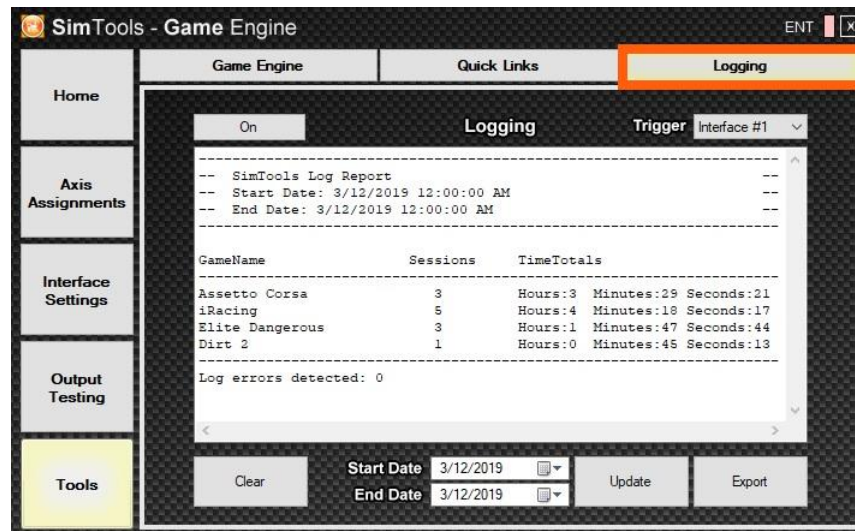 SimTools - Game Engine
ENT
X
Game Engine
Quick Links
Logging
Home
Axis
Assignments
Interface
Settings
Output
Testing
Tools
On
Logging
Trigger Interface #1
--------------------------------------------------------------------------------
-- SimTools Log Report --
-- Start Date: 3/12/2019 12:00:00 AM --
-- End Date: 3/12/2019 12:00:00 AM --
--------------------------------------------------------------------------------
GameName Sessions TimeTotals
--------------------------------------------------------------------------------
Assetto Corsa 3 Hours:3 Minutes:29 Seconds:21
iRacing 5 Hours:4 Minutes:18 Seconds:17
Elite Dangerous 3 Hours:1 Minutes:47 Seconds:44
Dirt 2 1 Hours:0 Minutes:45 Seconds:13
--------------------------------------------------------------------------------
Log errors detected: 0
Clear
Start Date 3/12/2019
End Date 3/12/2019
Update
Export